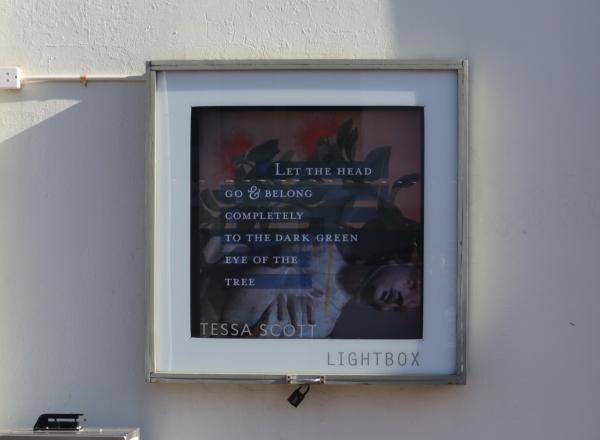 Let the head
go & belong
completely
to the dark green
eye of the
tree
TESSA SCOTT
LIGHTBOX